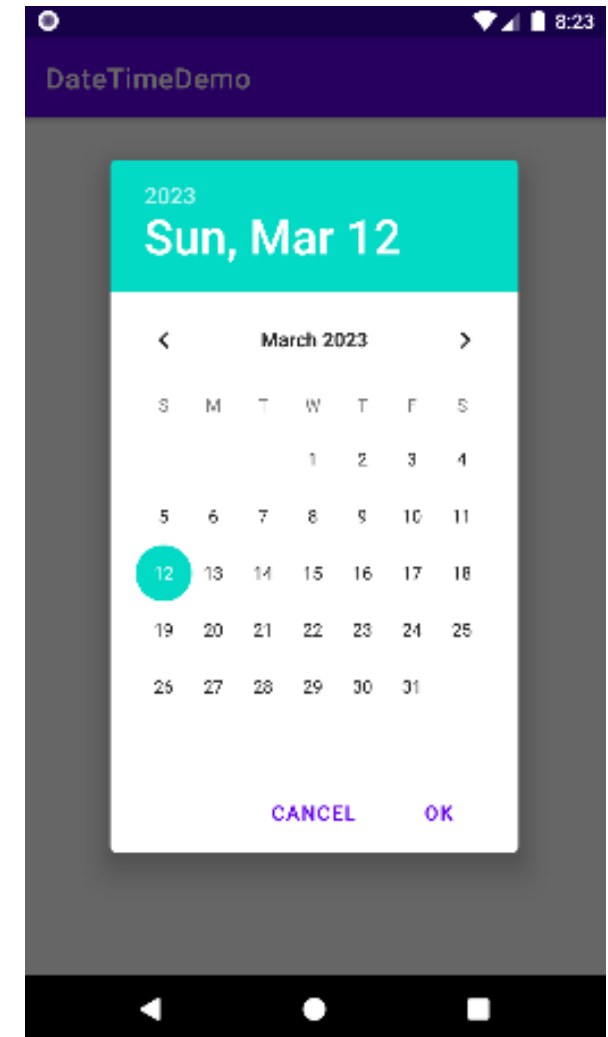 8:23
DateTimeDemo
2023
Sun, Mar 12
March 2023
S M T W T F S
1 2 3 4
5 6 7 8 9 10 11
12 13 14 15 16 17 18
19 20 21 22 23 24 25
26 27 28 29 30 31
CANCEL OK